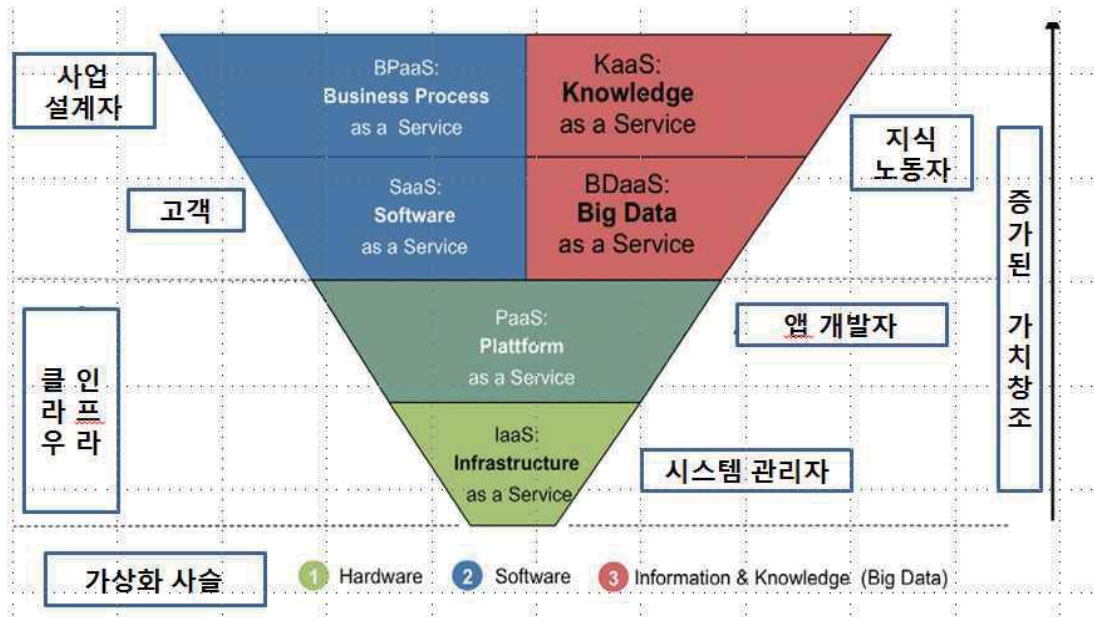 사업
설계자
BPaaS:
Business Process
as a Service
KaaS:
Knowledge
as a Service
지식
노동자
고객
SaaS:
Software
as a Service
BDaaS:
Big Data
as a Service
증가된 가치창조
PaaS:
Plattform
as a Service
앱 개발자
클 인
라 프
우 라
IaaS:
Infrastructure
as a Service
시스템 관리자
가상화 사슬
1 Hardware
2 Software
3 Information & Knowledge (Big Data)